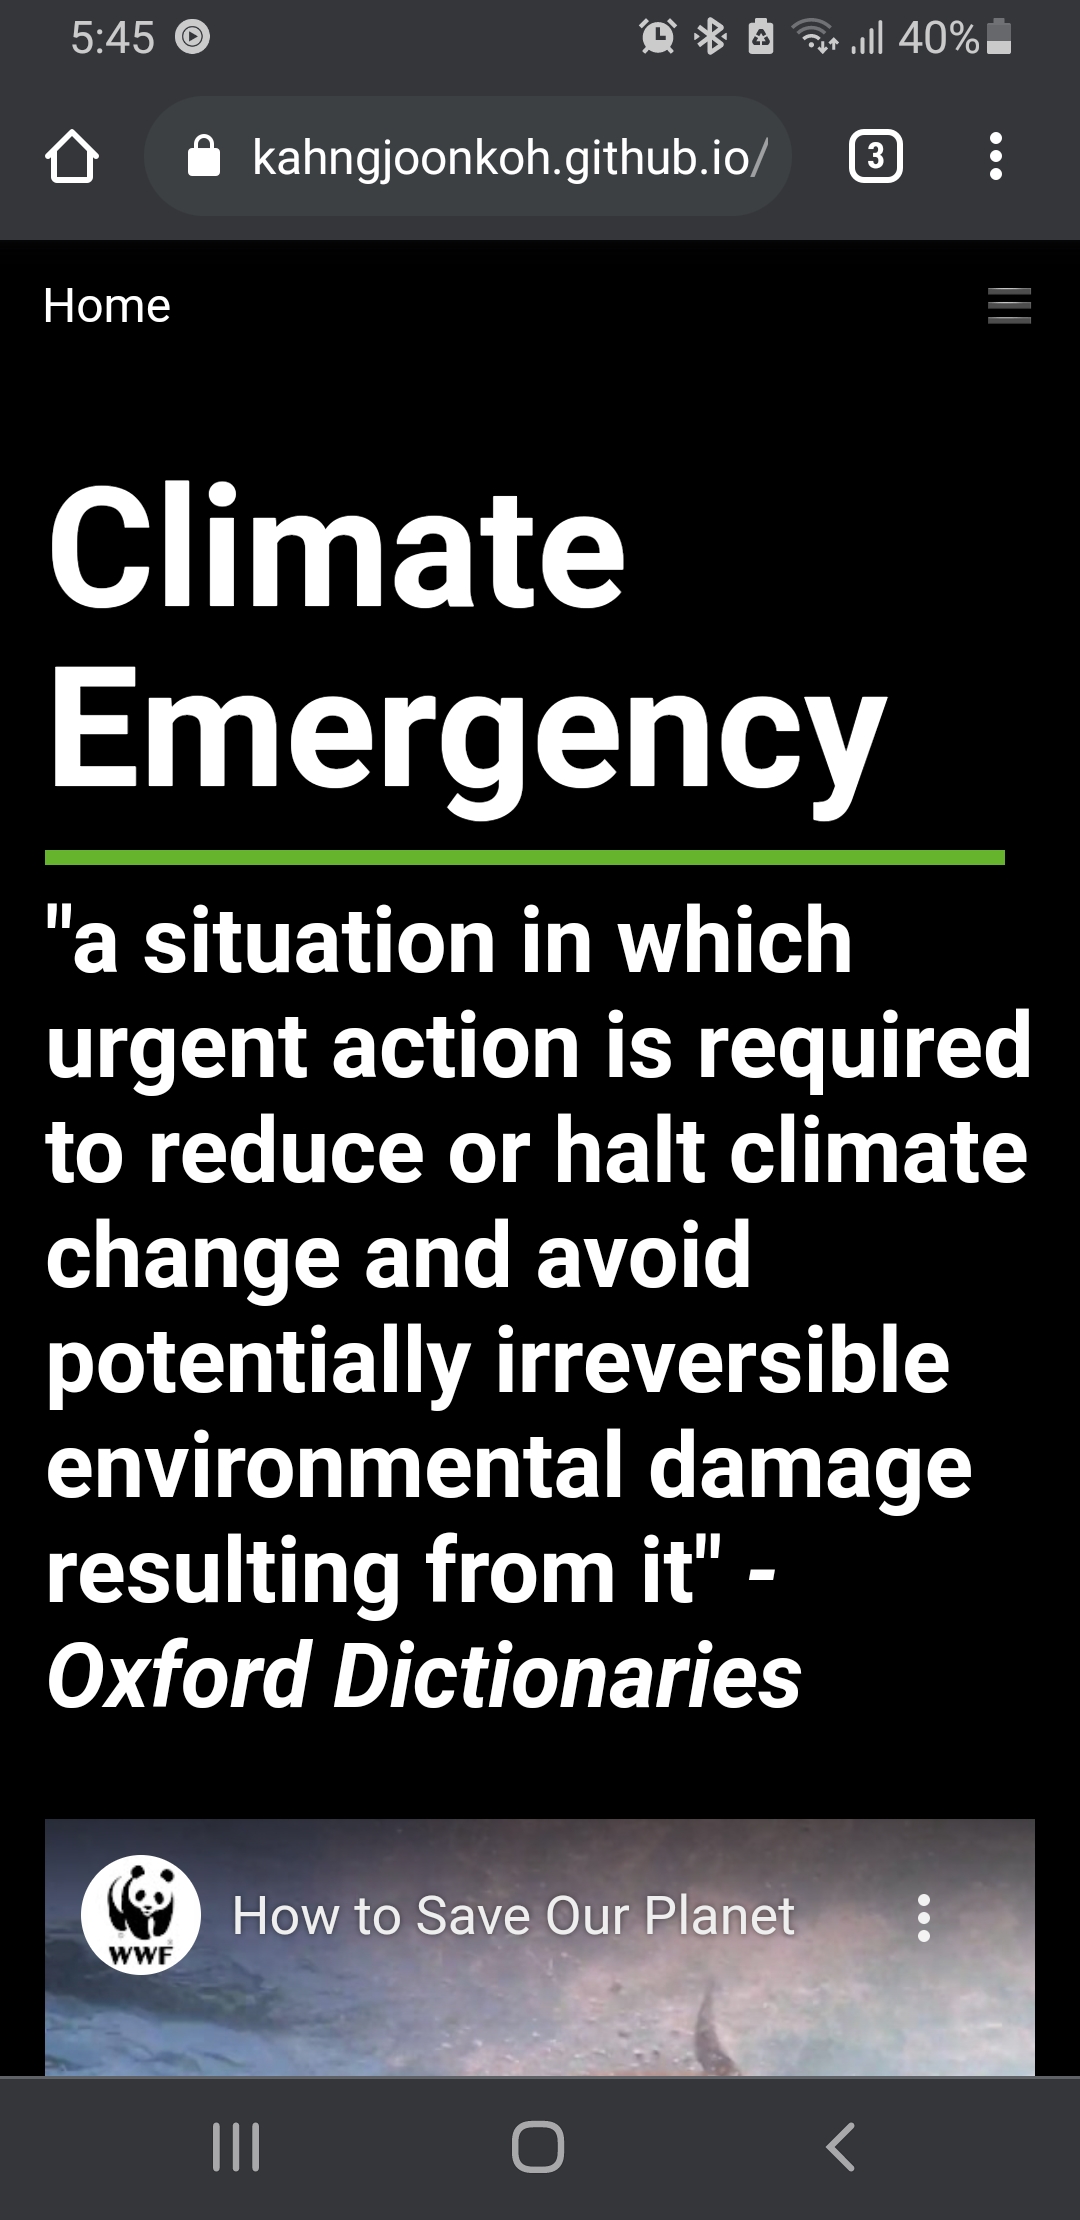 5:45 40%
kahngjoonkoh.github.io/ 3
Home
Climate
Emergency
"a situation in which
urgent action is required
to reduce or halt climate
change and avoid
potentially irreversible
environmental damage
resulting from it" -
Oxford Dictionaries
How to Save Our Planet
WWF